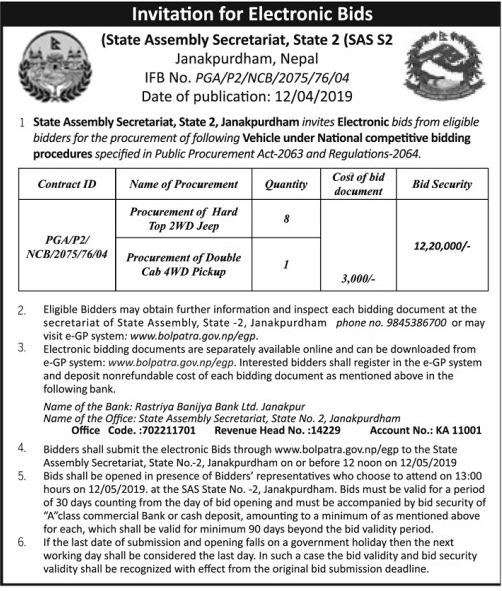 Invitation for Electronic Bids
(State Assembly Secretariat, State 2 (SAS S2
Janakpurdham, Nepal
IFB No. PGA/P2/NCB/2075/76/04
Date of publication: 12/04/2019
1 State Assembly Secretariat, State 2, Janakpurdham invites Electronic bids from eligible
bidders for the procurement of following Vehicle under National competitive bidding
procedures specified in Public Procurement Act-2063 and Regulations-2064.
Contract ID Name of Procurement Quantity Cost of bid document Bid Security
PGA/P2/
NCB/2075/76/04
Procurement of Hard
Top 2WD Jeep
8
Procurement of Double
Cab 4WD Pickup
1
3,000/-
12,20,000/-
2. Eligible Bidders may obtain further information and inspect each bidding document at the
secretariat of State Assembly, State -2, Janakpurdham phone no. 9845386700 or may
visit e-GP system: www.bolpatra.gov.np/egp.
3. Electronic bidding documents are separately available online and can be downloaded from
e-GP system: www.bolpatra.gov.np/egp. Interested bidders shall register in the e-GP system
and deposit nonrefundable cost of each bidding document as mentioned above in the
following bank.
Name of the Bank: Rastriya Banijya Bank Ltd. Janakpur
Name of the Office: State Assembly Secretariat, State No. 2, Janakpurdham
Office Code. :702211701 Revenue Head No. :14229 Account No.: KA 11001
4. Bidders shall submit the electronic Bids through www.bolpatra.gov.np/egp to the State
Assembly Secretariat, State No.-2, Janakpurdham on or before 12 noon on 12/05/2019
5. Bids shall be opened in presence of Bidders' representatives who choose to attend on 13:00
hours on 12/05/2019. at the SAS State No. -2, Janakpurdham. Bids must be valid for a period
of 30 days counting from the day of bid opening and must be accompanied by bid security of
"A"class commercial Bank or cash deposit, amounting to a minimum of as mentioned above
for each, which shall be valid for minimum 90 days beyond the bid validity period.
6. If the last date of submission and opening falls on a government holiday then the next
working day shall be considered the last day. In such a case the bid validity and bid security
validity shall be recognized with effect from the original bid submission deadline.